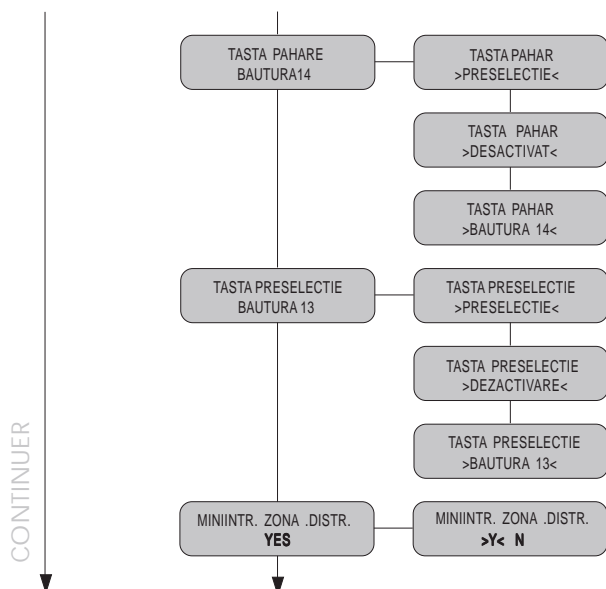 TASTA PAHARE
BAUTURA14
TASTA PAHAR
>PRESELECTIE<
TASTA PAHAR
>DESACTIVAT<
TASTA PAHAR
>BAUTURA 14<
TASTA PRESELECTIE
BAUTURA 13
TASTA PRESELECTIE
>PRESELECTIE<
TASTA PRESELECTIE
>DEZACTIVARE<
TASTA PRESELECTIE
>BAUTURA 13<
MINIINTR. ZONA .DISTR.
YES
MINIINTR. ZONA .DISTR.
>Y< N
CONTINUER